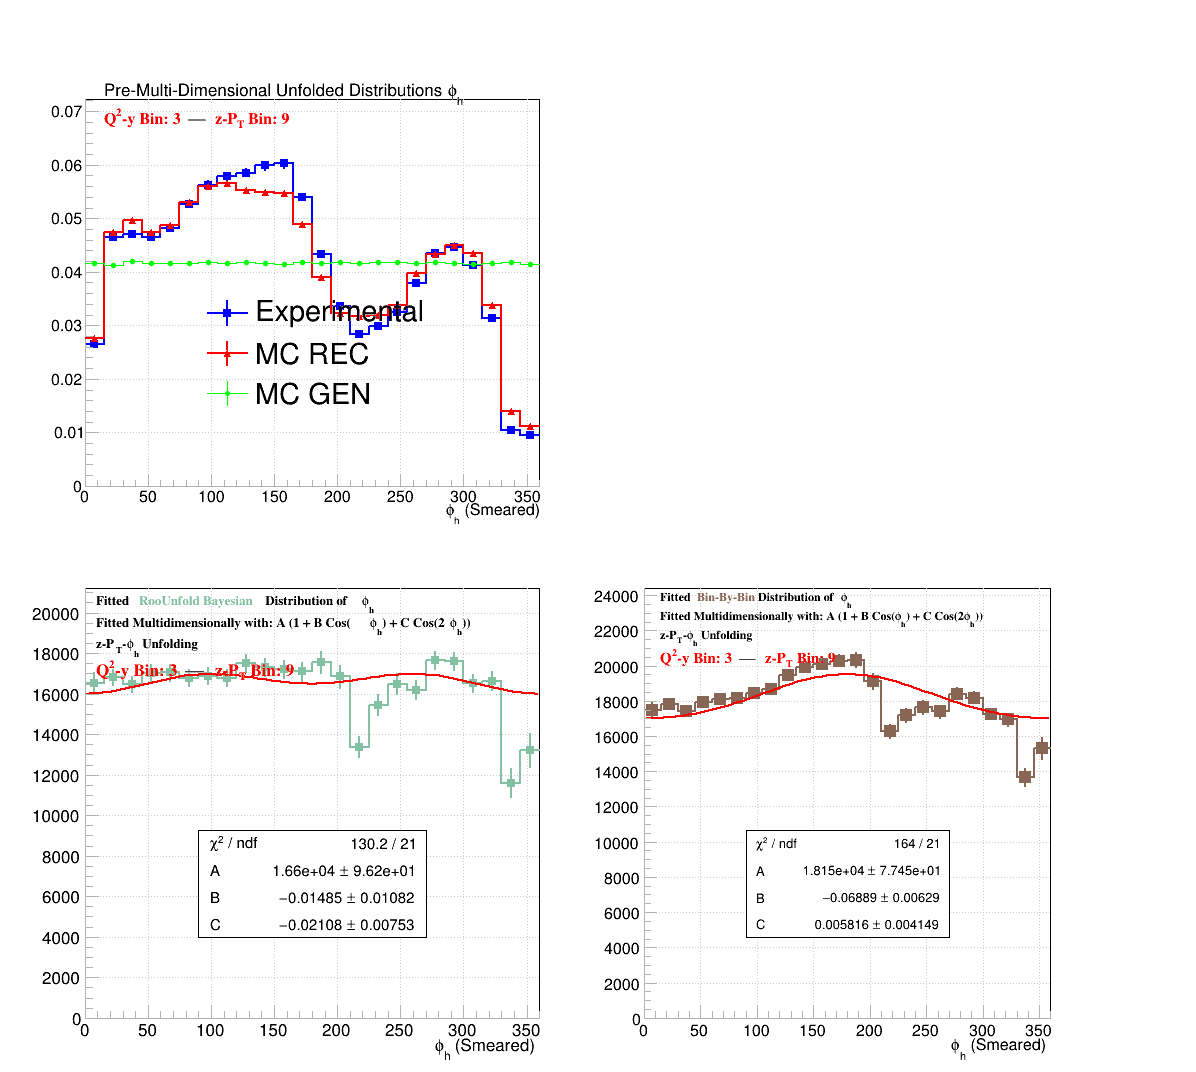 Pre-Multi-Dimensional Unfolded Distributions ϕh
Q2-y Bin: 3 — z-PT Bin: 9
0.07
0.06
0.05
0.04
0.03
0.02
0.01
0
Experimental
MC REC
MC GEN
0 50 100 150 200 250 300 350
ϕh (Smeared)
Fitted RooUnfold Bayesian Distribution of ϕh
Fitted Multidimensionally with: A (1 + B Cos( ϕh) + C Cos(2 ϕh))
z-PT-ϕh Unfolding
Q2-y Bin: 3 — z-PT Bin: 9
20000
18000
16000
14000
12000
10000
8000
6000
4000
2000
0
χ2 / ndf 130.2 / 21
A 1.66e+04 ± 9.62e+01
B −0.01485 ± 0.01082
C −0.02108 ± 0.00753
0 50 100 150 200 250 300 350
ϕh (Smeared)
Fitted Bin-By-Bin Distribution of ϕh
Fitted Multidimensionally with: A (1 + B Cos(ϕh) + C Cos(2ϕh))
z-PT-ϕh Unfolding
Q2-y Bin: 3 — z-PT Bin: 9
24000
22000
20000
18000
16000
14000
12000
10000
8000
6000
4000
2000
0
χ2 / ndf 164 / 21
A 1.815e+04 ± 7.745e+01
B −0.06889 ± 0.00629
C 0.005816 ± 0.004149
0 50 100 150 200 250 300 350
ϕh (Smeared)